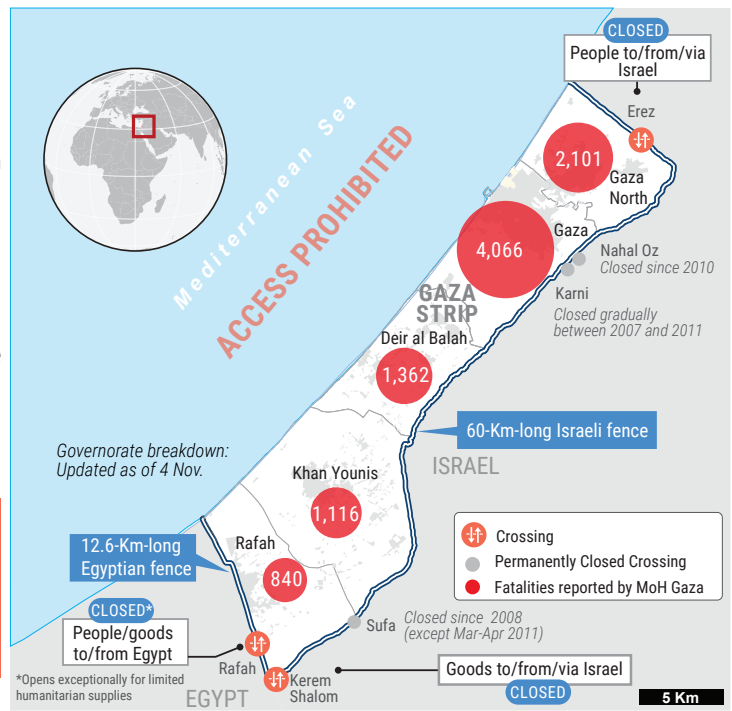 CLOSED
People to/from/via
Israel
Erez
Mediterranean Sea
ACCESS PROHIBITED
2,101
Gaza
North
4,066
Gaza
Nahal Oz
Closed since 2010
Karni
Closed gradually
between 2007 and 2011
GAZA
STRIP
Deir al Balah
1,362
60-Km-long Israeli fence
ISRAEL
Governorate breakdown:
Updated as of 4 Nov.
Khan Younis
1,116
12.6-Km-long
Egyptian fence
Rafah
840
Crossing
Permanently Closed Crossing
Fatalities reported by MoH Gaza
CLOSED*
People/goods
to/from Egypt
Sufa
Closed since 2008
(except Mar-Apr 2011)
Rafah
Kerem
Shalom
Goods to/from/via Israel
CLOSED
*Opens exceptionally for limited
humanitarian supplies
EGYPT
5 Km